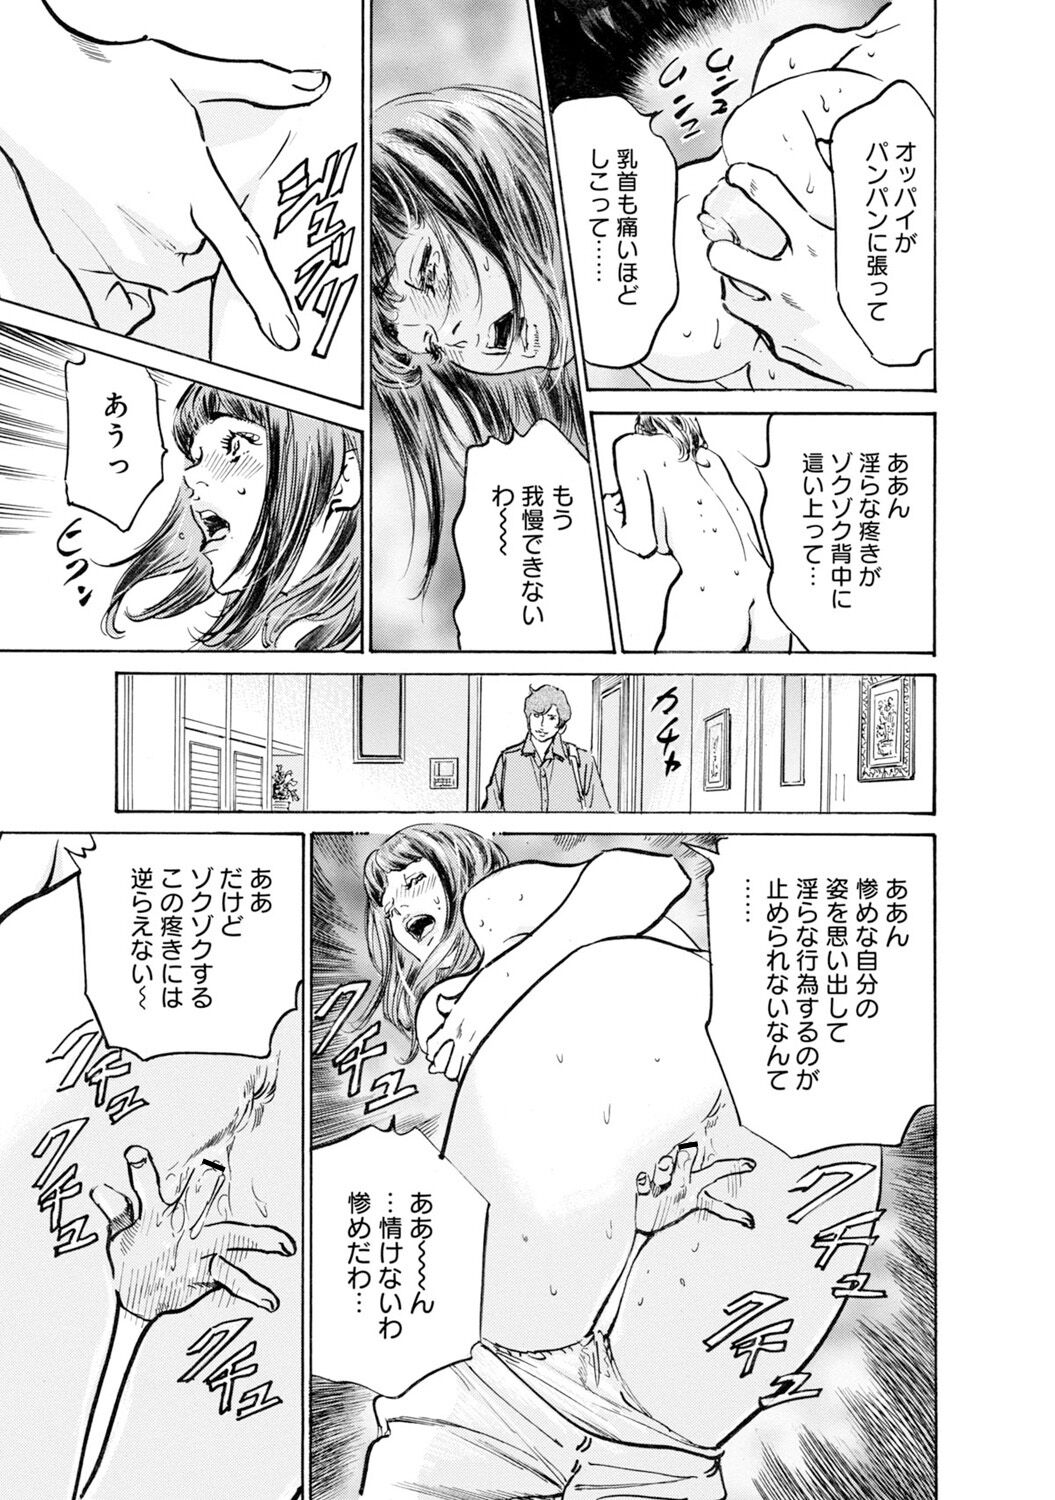 オッパイが
パンパンに張って
乳首も痛いほど
しこって……
ああん
淫らな疼きが
ゾクゾク背中に
這い上って…
もう
我慢できない
わ〜〜
ジュズッ
あうっ
ビクッ
カチャ
ああん
惨めな自分の
姿を思い出して
淫らな行為するのが
止められないなんて
……
クチュ
クチュ
ああ〜〜ん
…情けないわ
惨めだわ…
クチュ
ああ
だけど
ゾクゾクする
この疼きには
逆らえない〜
クチュ
クチュ
クチュ